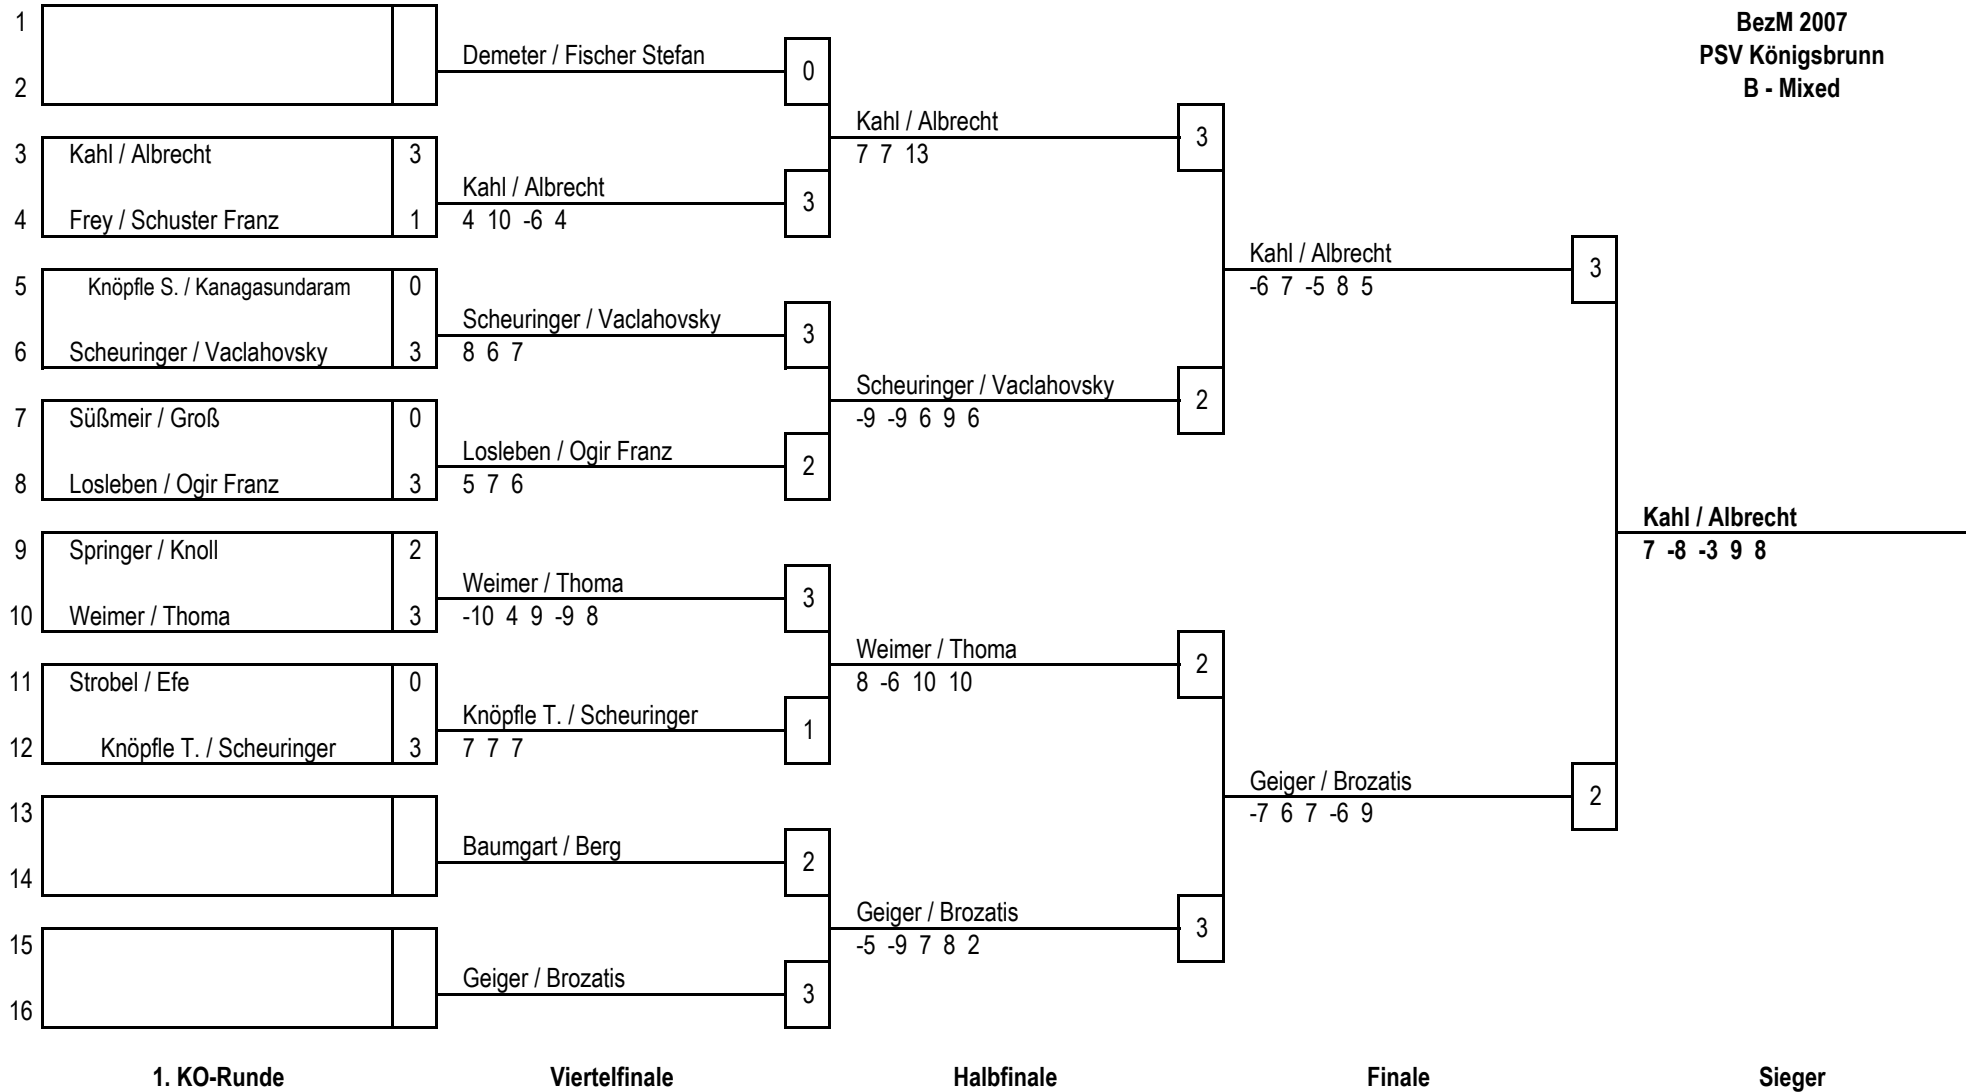 BezM 2007
PSV Königsbrunn
B - Mixed
1
2
3 Kahl / Albrecht 3
4 Frey / Schuster Franz 1
5 Knöpfle S. / Kanagasundaram 0
6 Scheuringer / Vaclahovsky 3
7 Süßmeir / Groß 0
8 Losleben / Ogir Franz 3
9 Springer / Knoll 2
10 Weimer / Thoma 3
11 Strobel / Efe 0
12 Knöpfle T. / Scheuringer 3
13
14
15
16
Demeter / Fischer Stefan 0
Kahl / Albrecht 3
4 10 -6 4
Scheuringer / Vaclahovsky 3
8 6 7
Losleben / Ogir Franz 2
5 7 6
Weimer / Thoma 3
-10 4 9 -9 8
Knöpfle T. / Scheuringer 1
7 7 7
Baumgart / Berg 2
Geiger / Brozatis 3
Kahl / Albrecht 3
7 7 13
Scheuringer / Vaclahovsky 2
-9 -9 6 9 6
Weimer / Thoma 2
8 -6 10 10
Geiger / Brozatis 3
-5 -9 7 8 2
Kahl / Albrecht 3
-6 7 -5 8 5
Geiger / Brozatis 2
-7 6 7 -6 9
Kahl / Albrecht
7 -8 -3 9 8
1. KO-Runde Viertelfinale Halbfinale Finale Sieger